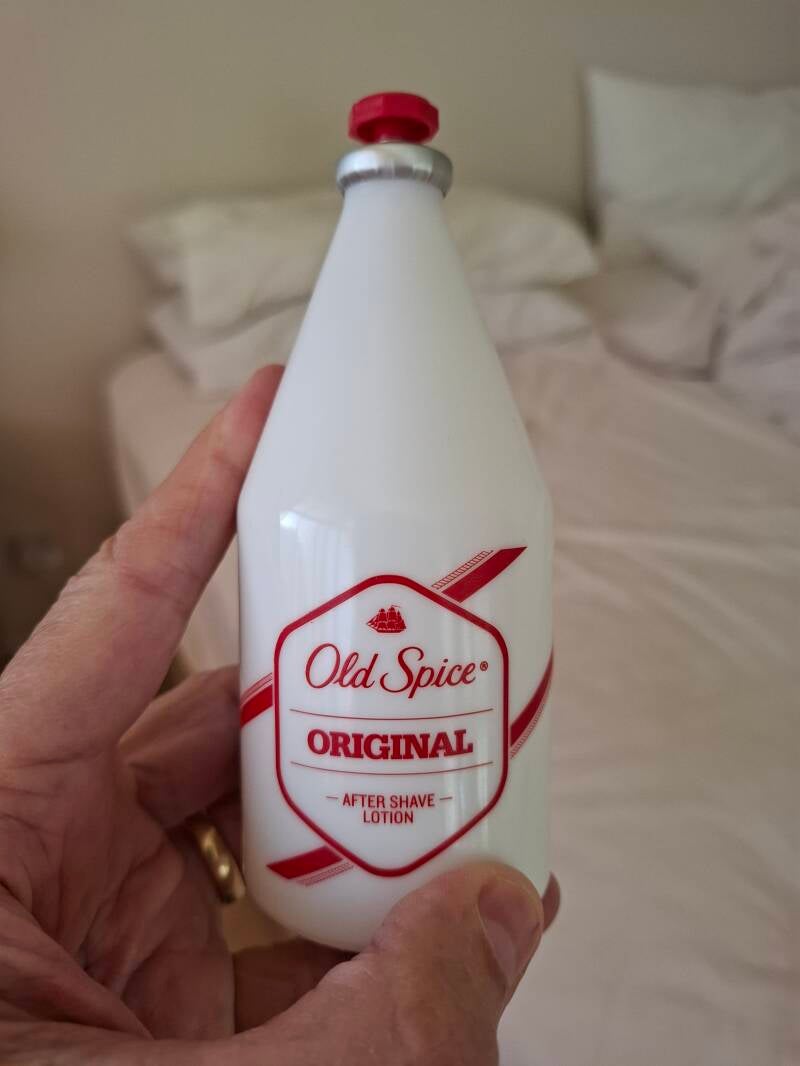 Old Spice®
ORIGINAL
— AFTER SHAVE —
LOTION